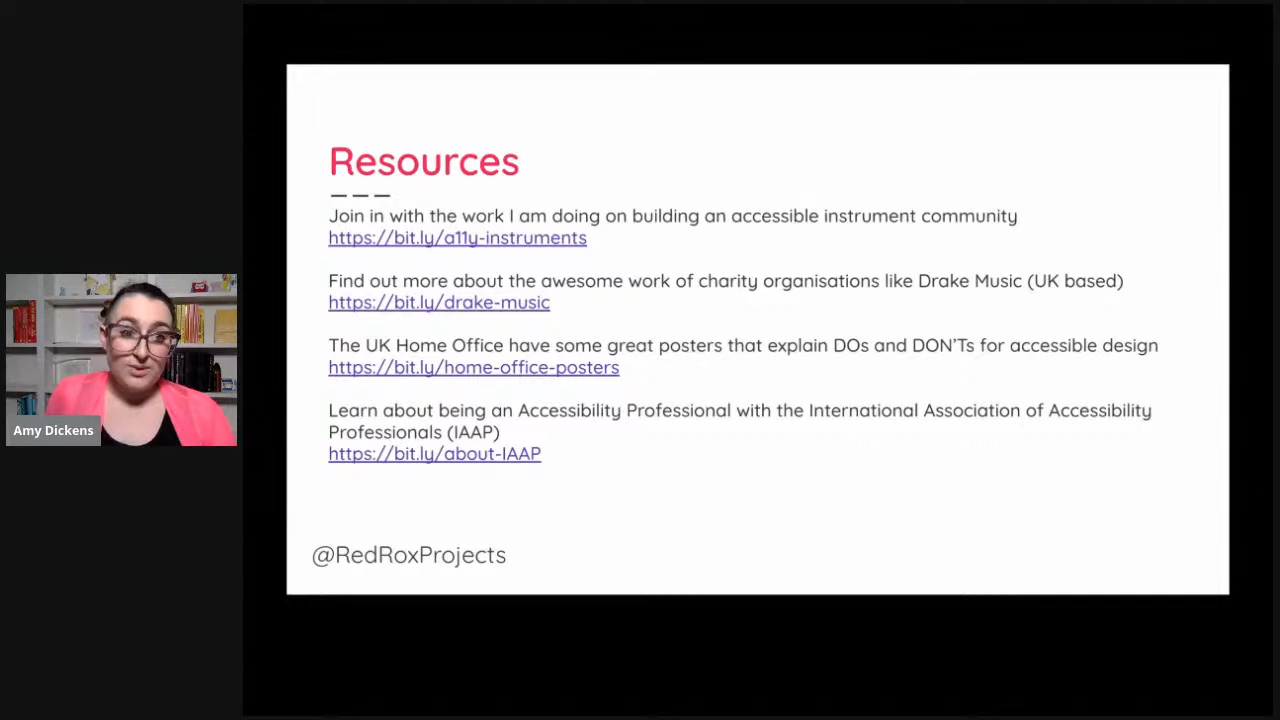 Resources
Join in with the work I am doing on building an accessible instrument community
https://bit.ly/a11y-instruments
Find out more about the awesome work of charity organisations like Drake Music (UK based)
https://bit.ly/drake-music
The UK Home Office have some great posters that explain DOs and DON'Ts for accessible design
https://bit.ly/home-office-posters
Learn about being an Accessibility Professional with the International Association of Accessibility
Professionals (IAAP)
https://bit.ly/about-IAAP
@RedRoxProjects
Amy Dickens